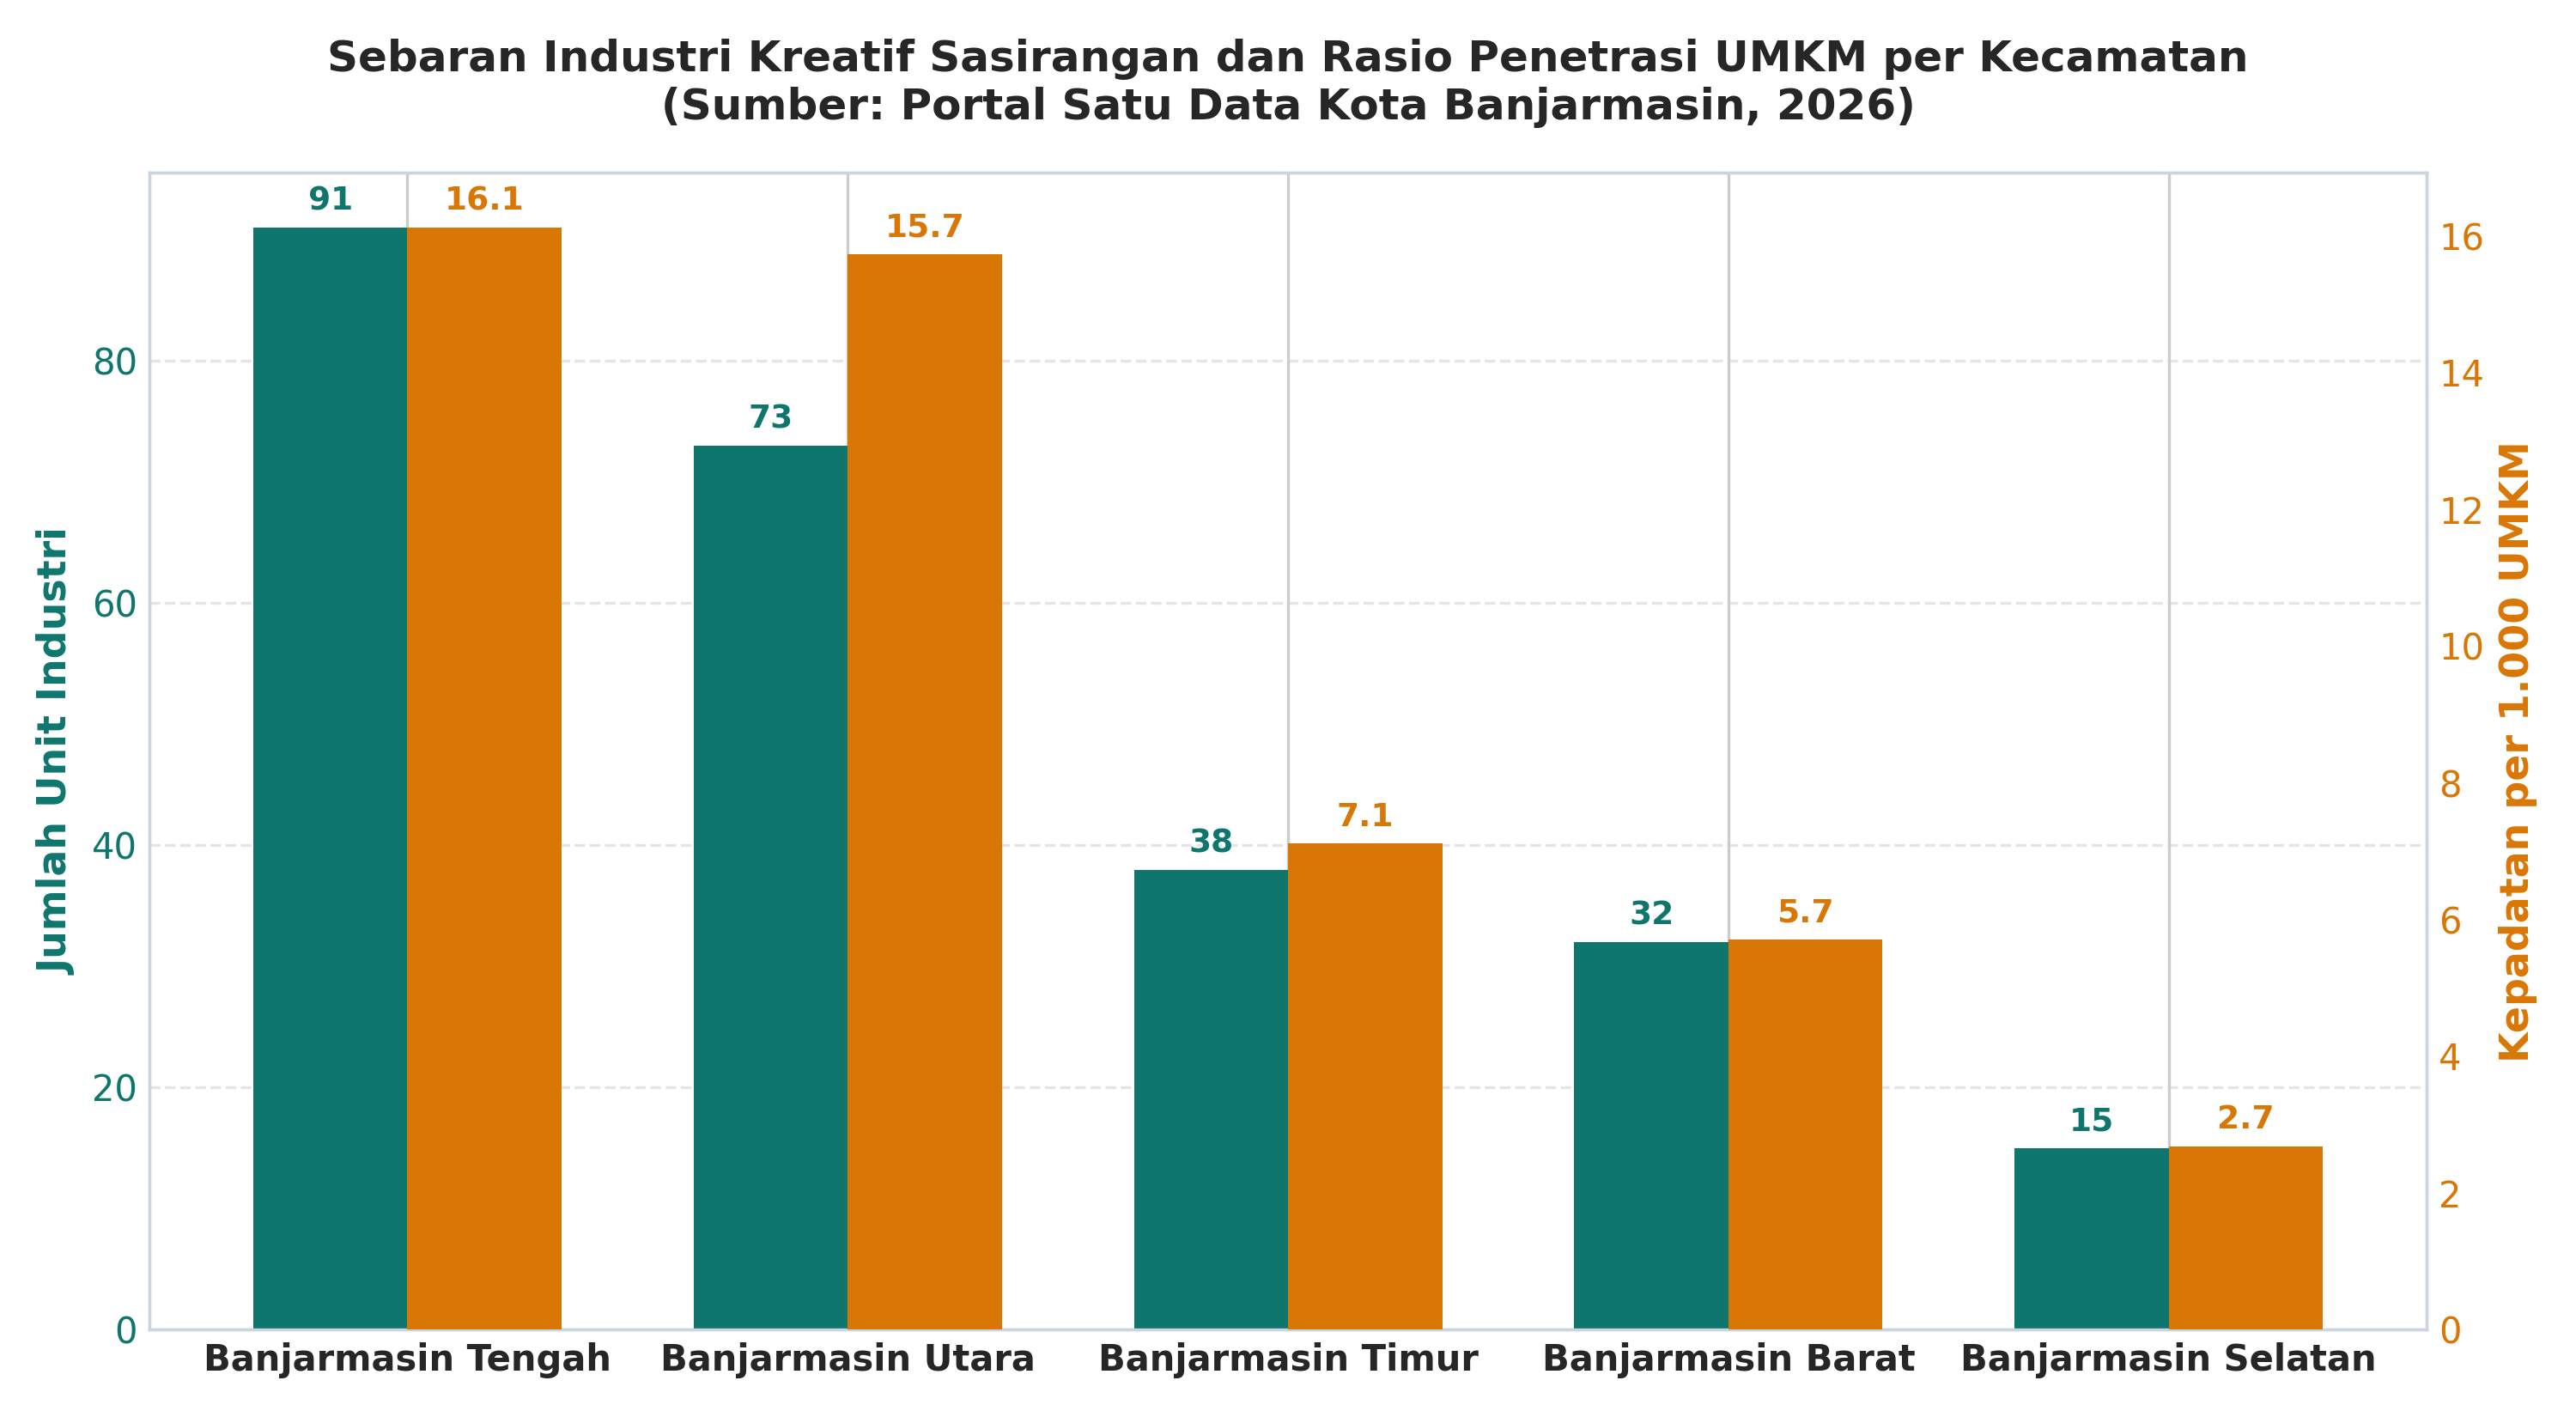 Sebaran Industri Kreatif Sasirangan dan Rasio Penetrasi UMKM per Kecamatan
(Sumber: Portal Satu Data Kota Banjarmasin, 2026)
Jumlah Unit Industri
80
60
40
20
0
91
16.1
73
15.7
38
7.1
32
5.7
15
2.7
16
14
12
10
8
6
4
2
0
Kepadatan per 1.000 UMKM
Banjarmasin Tengah
Banjarmasin Utara
Banjarmasin Timur
Banjarmasin Barat
Banjarmasin Selatan